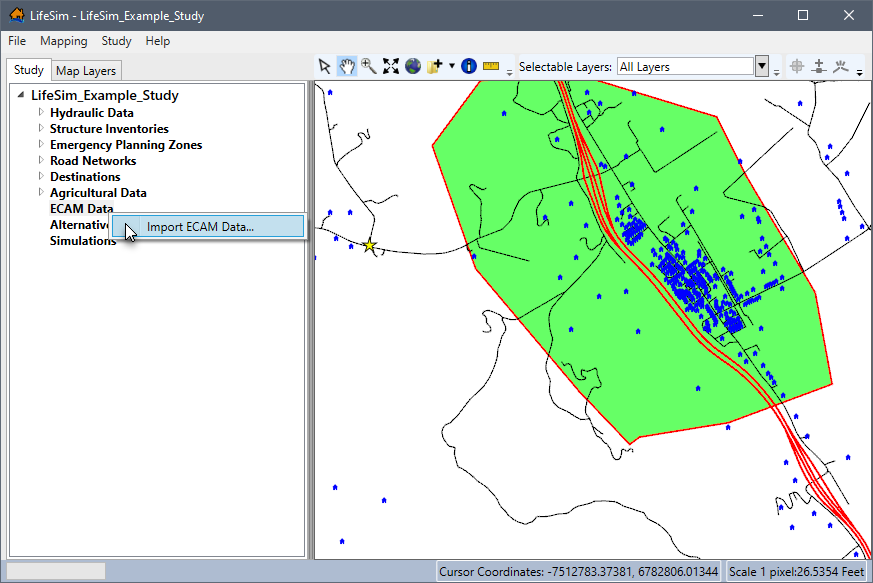 LifeSim - LifeSim_Example_Study
File Mapping Study Help
Study Map Layers
Selectable Layers: All Layers
LifeSim_Example_Study
Hydraulic Data
Structure Inventories
Emergency Planning Zones
Road Networks
Destinations
Agricultural Data
ECAM Data
Import ECAM Data...
Alternative
Simulations
Cursor Coordinates: -7512783.37381, 6782806.01344 Scale 1 pixel:26.5354 Feet